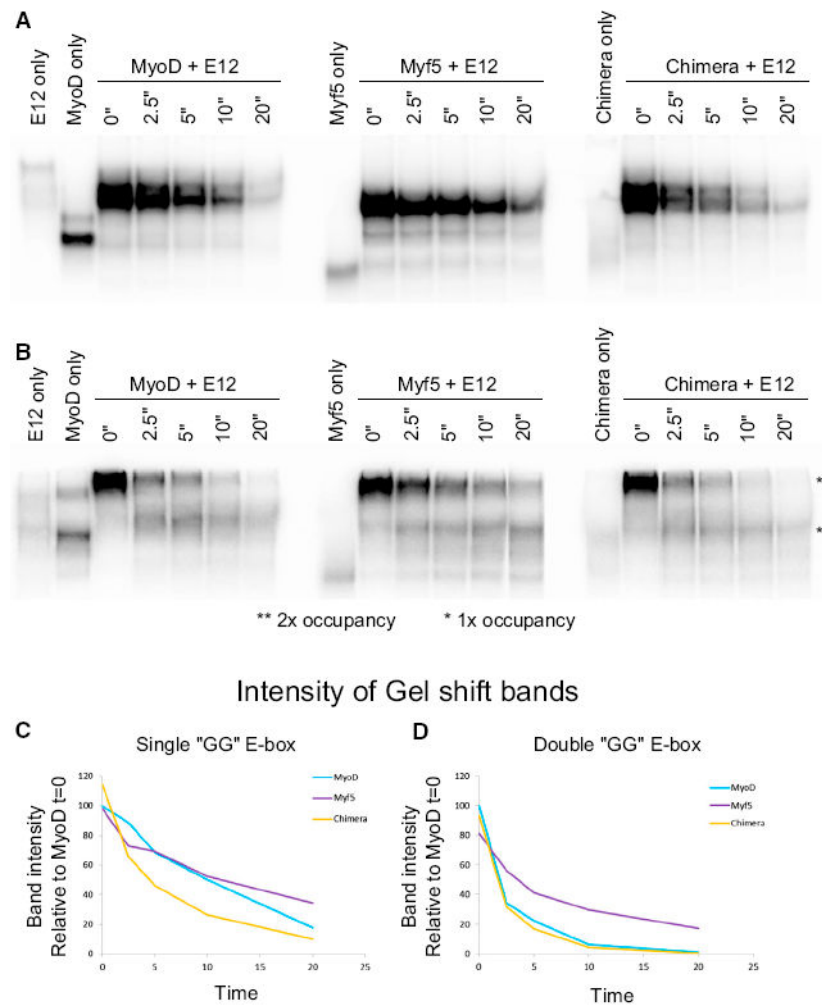 A
E12 only
MyoD only
MyoD + E12
0" 2.5" 5" 10" 20"
Myf5 only
Myf5 + E12
0" 2.5" 5" 10" 20"
Chimera only
Chimera + E12
0" 2.5" 5" 10" 20"
B
E12 only
MyoD only
MyoD + E12
0" 2.5" 5" 10" 20"
Myf5 only
Myf5 + E12
0" 2.5" 5" 10" 20"
Chimera only
Chimera + E12
0" 2.5" 5" 10" 20"
*
*
** 2x occupancy * 1x occupancy
Intensity of Gel shift bands
C
Single "GG" E-box
Band intensity
Relative to MyoD t=0
120
100
80
60
40
20
0
0 5 10 15 20 25
Time
MyoD
Myf5
Chimera
D
Double "GG" E-box
Band intensity
Relative to MyoD t=0
120
100
80
60
40
20
0
0 5 10 15 20 25
Time
MyoD
Myf5
Chimera